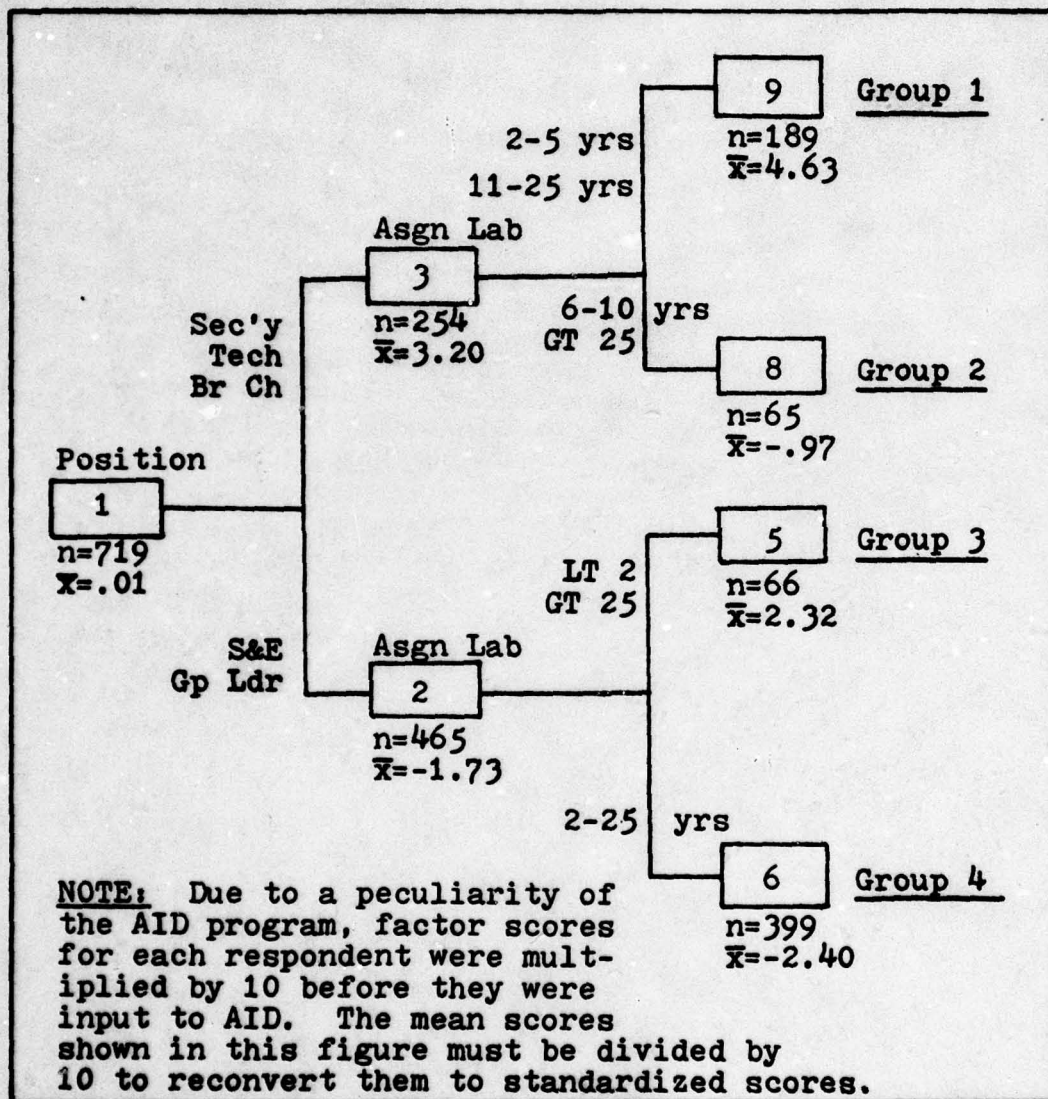 9 Group 1
n=189
x̄=4.63
2-5 yrs
11-25 yrs
Asgn Lab
3
n=254
x̄=3.20
Sec'y
Tech
Br Ch
6-10 yrs
GT 25
8 Group 2
n=65
x̄=-.97
Position
1
n=719
x̄=.01
5 Group 3
n=66
x̄=2.32
LT 2
GT 25
S&E
Gp Ldr
Asgn Lab
2
n=465
x̄=-1.73
2-25 yrs
6 Group 4
n=399
x̄=-2.40
NOTE: Due to a peculiarity of
the AID program, factor scores
for each respondent were mult-
iplied by 10 before they were
input to AID. The mean scores
shown in this figure must be divided by
10 to reconvert them to standardized scores.